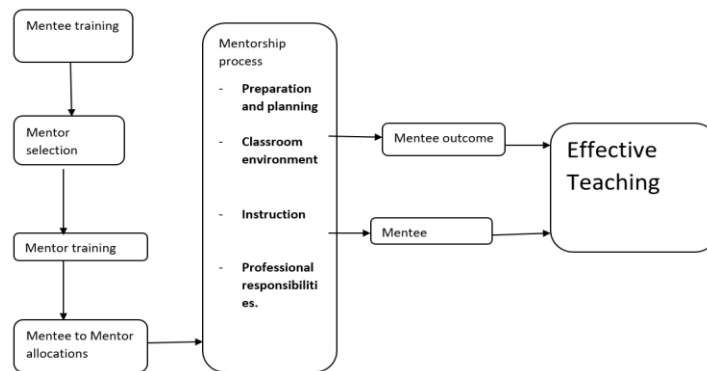 Mentee training
Mentor
selection
Mentor training
Mentee to Mentor
allocations
Mentorship
process
- Preparation
and planning
- Classroom
environment
- Instruction
- Professional
responsibiliti
es.
Mentee outcome
Mentee
Effective
Teaching